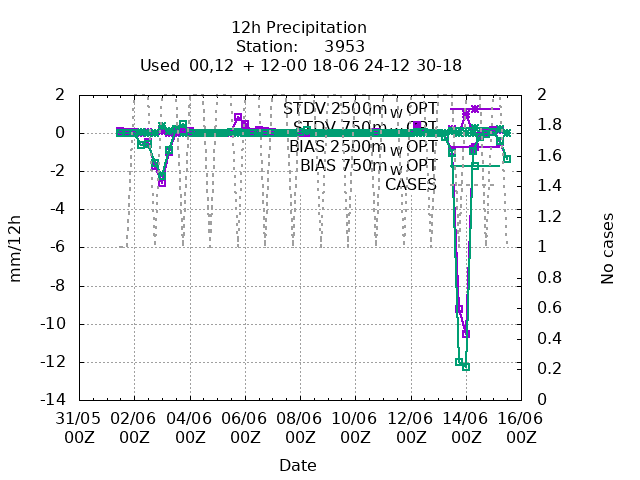 12h Precipitation
Station: 3953
Used 00,12 + 12-00 18-06 24-12 30-18
STDV 2500m W OPT
STDV 750m W OPT
BIAS 2500m W OPT
BIAS 750m W OPT
CASES
mm/12h
2
0
-2
-4
-6
-8
-10
-12
-14
No cases
2
1.8
1.6
1.4
1.2
1
0.8
0.6
0.4
0.2
0
31/05 02/06 04/06 06/06 08/06 10/06 12/06 14/06 16/06
00Z 00Z 00Z 00Z 00Z 00Z 00Z 00Z 00Z
Date